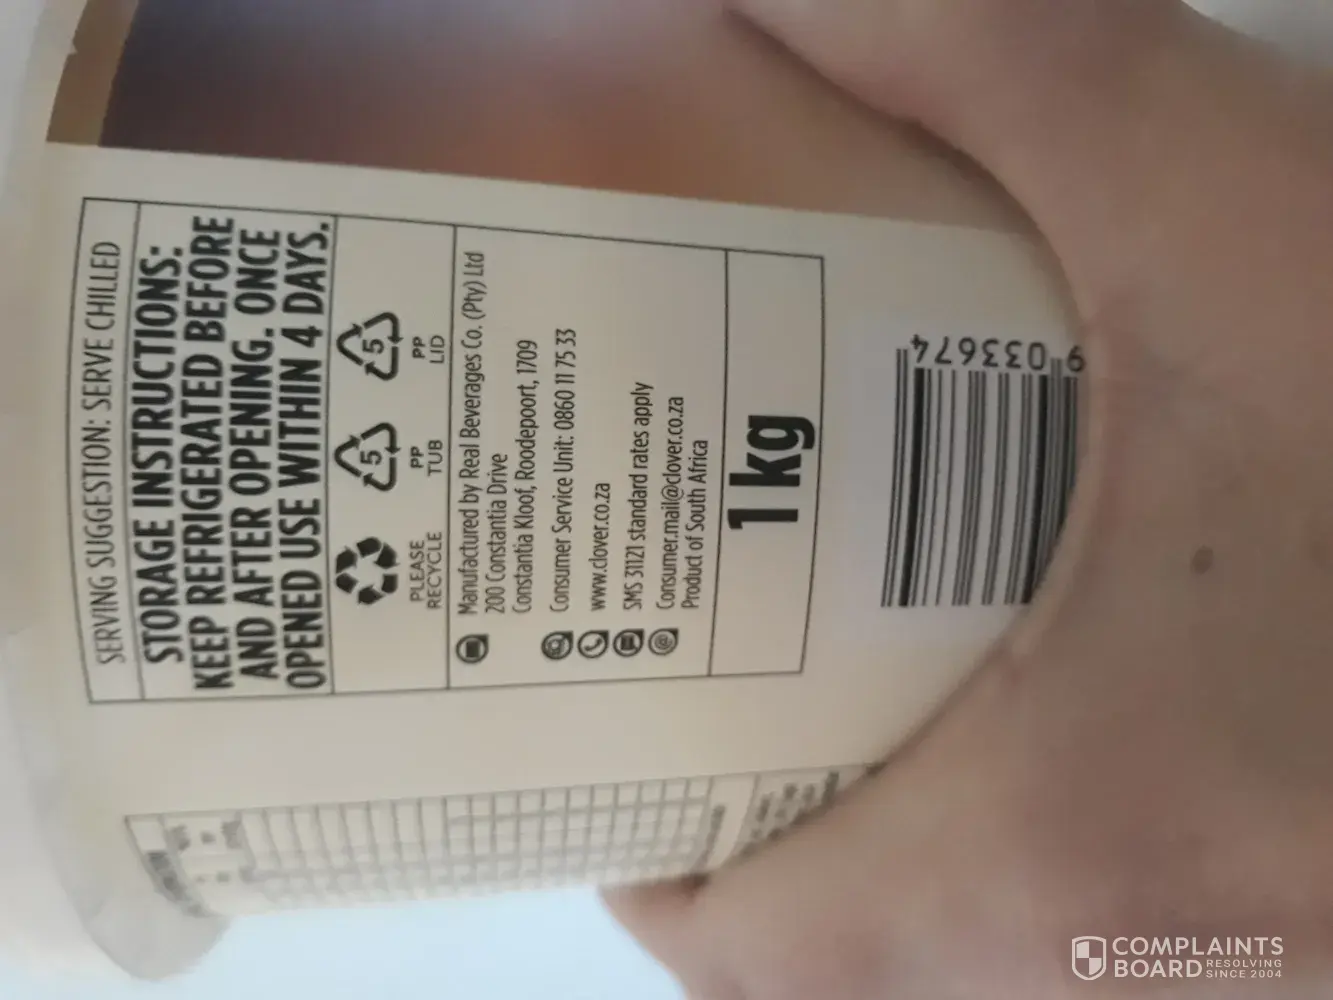 SERVING SUGGESTION: SERVE CHILLED
STORAGE INSTRUCTIONS:
KEEP REFRIGERATED BEFORE
AND AFTER OPENING. ONCE
OPENED USE WITHIN 4 DAYS.
5
5
PLEASE
RECYCLE
PP
TUB
PP
LID
Manufactured by Real Beverages Co. (Pty) Ltd
200 Constantia Drive
Constantia Kloof, Roodepoort, 1709
Consumer Service Unit: 0860 11 75 33
www.clover.co.za
SMS 31121 standard rates apply
Consumer.mail@clover.co.za
Product of South Africa
1 kg
9 033674
COMPLAINTS
BOARD RESOLVING
SINCE 2004